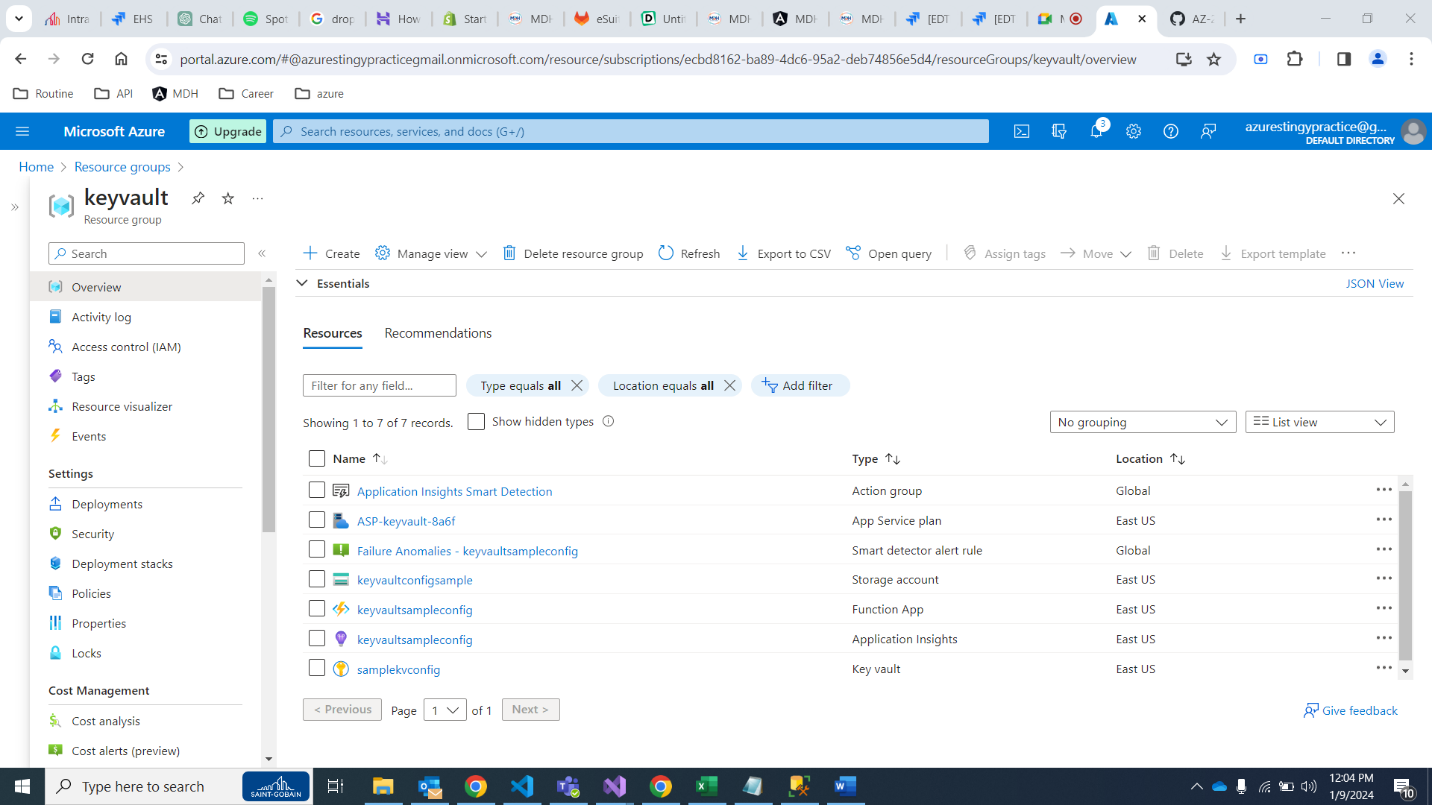 Intra
EHS
Chat
Spot
drop
How
Start
MDH
eSui
Unti
MDH
MDH
MDH
[EDT
[EDT
AZ-2
portal.azure.com/#@azurestingypracticegmail.onmicrosoft.com/resource/subscriptions/ecbd8162-ba89-4dc6-95a2-deb74856e5d4/resourceGroups/keyvault/overview
Routine
API
MDH
Career
azure
Microsoft Azure
Upgrade
Search resources, services, and docs (G+/)
3
azurestingypractice@g...
DEFAULT DIRECTORY
Home > Resource groups >
keyvault
Resource group
Search
Overview
Activity log
Access control (IAM)
Tags
Resource visualizer
Events
Settings
Deployments
Security
Deployment stacks
Policies
Properties
Locks
Cost Management
Cost analysis
Cost alerts (preview)
Create
Manage view
Delete resource group
Refresh
Export to CSV
Open query
Assign tags
Move
Delete
Export template
Essentials
JSON View
Resources
Recommendations
Filter for any field...
Type equals all
Location equals all
Add filter
Showing 1 to 7 of 7 records.
Show hidden types
No grouping
List view
Name Type Location
Application Insights Smart Detection Action group Global
ASP-keyvault-8a6f App Service plan East US
Failure Anomalies - keyvaultsampleconfig Smart detector alert rule Global
keyvaultconfigsample Storage account East US
keyvaultsampleconfig Function App East US
keyvaultsampleconfig Application Insights East US
samplekvconfig Key vault East US
< Previous
Page 1 of 1
Next >
Give feedback
Type here to search
SAINT-GOBAIN
12:04 PM
1/9/2024
10